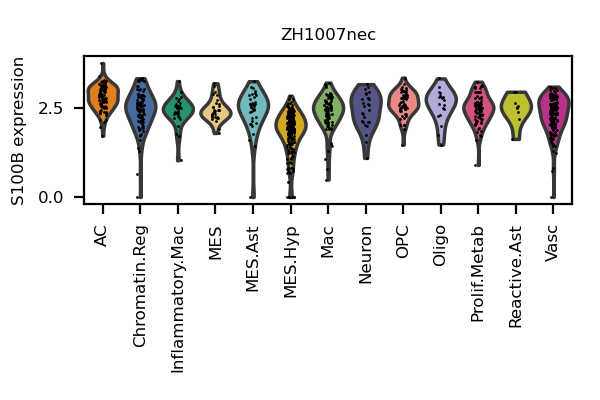 ZH1007nec
S100B expression
2.5
0.0
AC
Chromatin.Reg
Inflammatory.Mac
MES
MES.Ast
MES.Hyp
Mac
Neuron
OPC
Oligo
Prolif.Metab
Reactive.Ast
Vasc